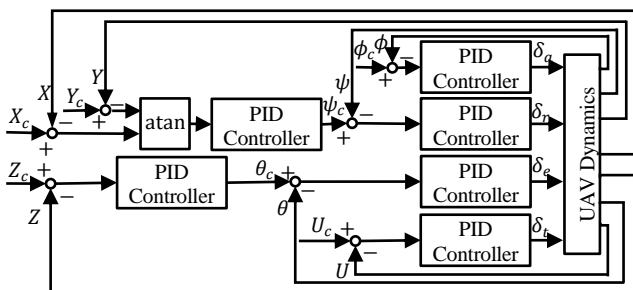 ϕ_c ϕ − + PID Controller δ_a
X − Y Y_c − + ψ
X_c − + atan PID Controller ψ_c + − PID Controller δ_r
Z_c + − Z PID Controller θ_c + − θ PID Controller δ_e
U_c + − U PID Controller δ_t
UAV Dynamics